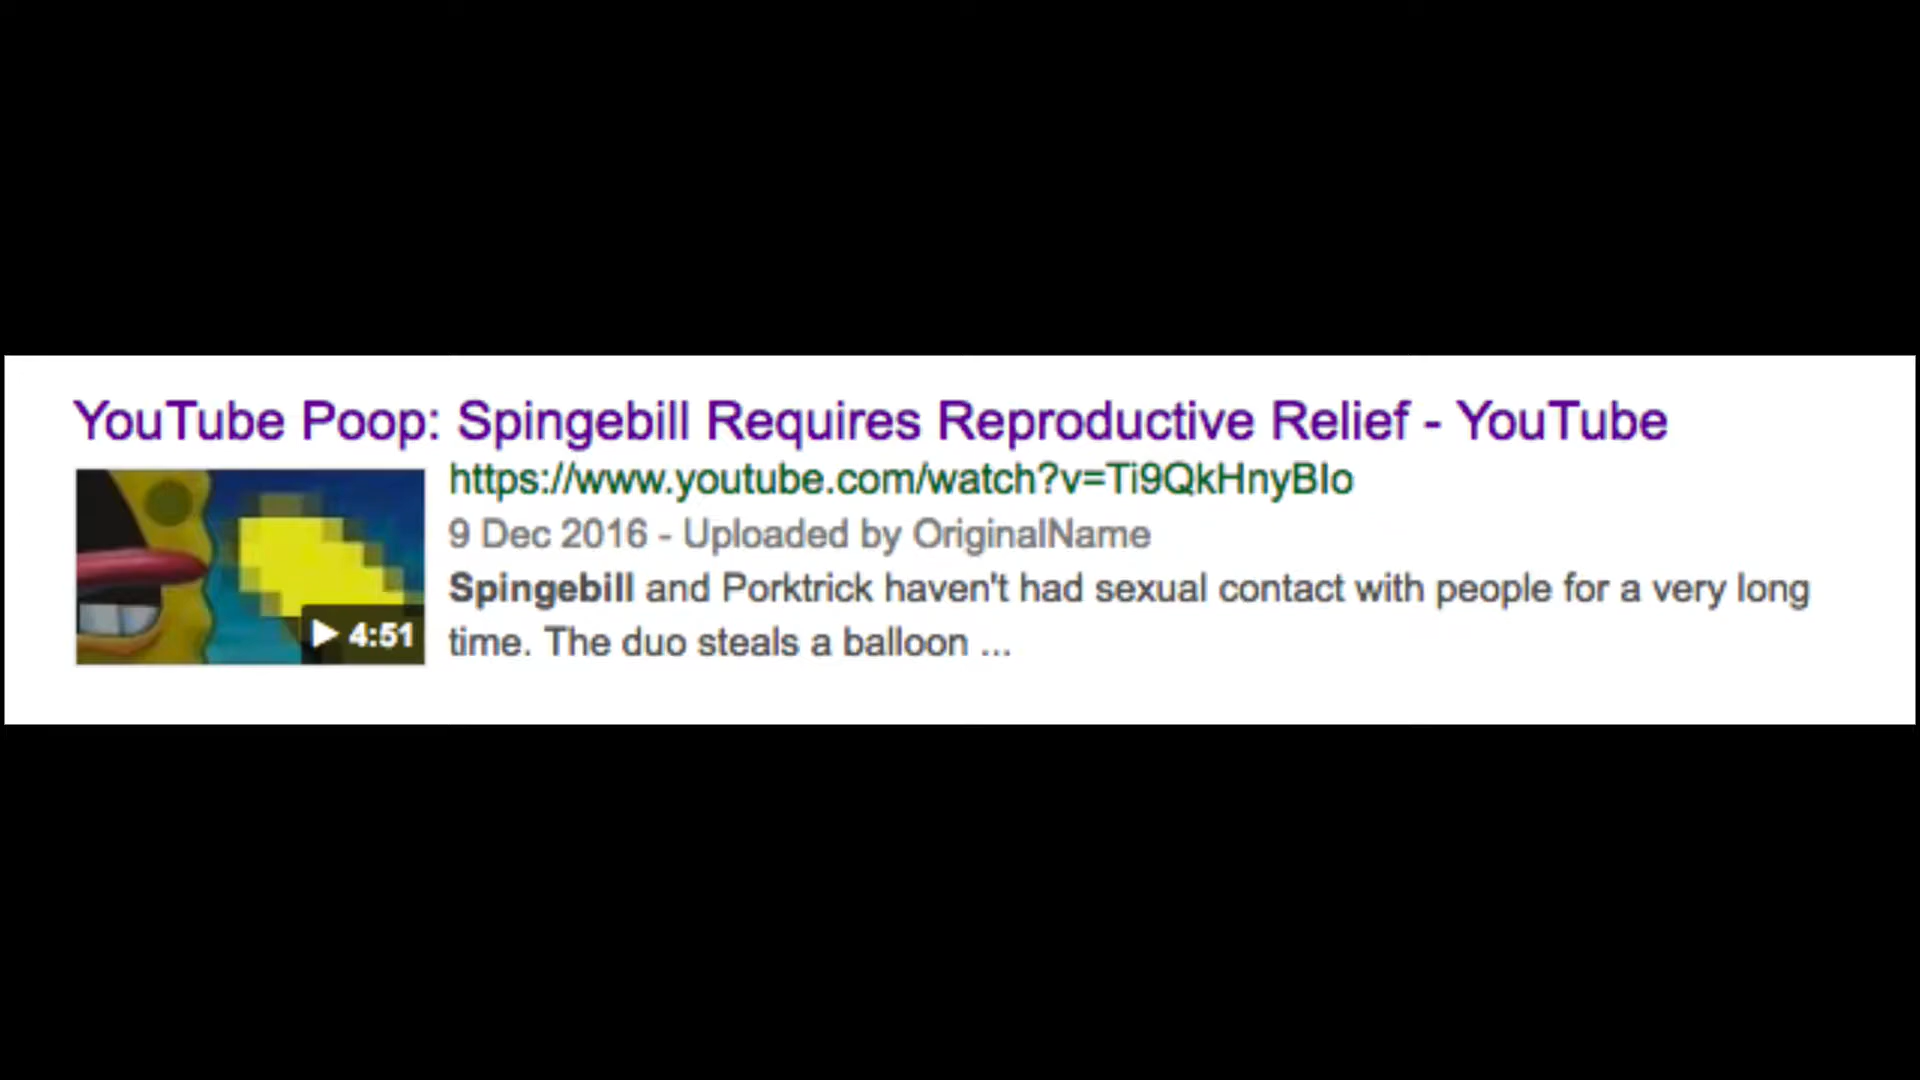 YouTube Poop: Spingebill Requires Reproductive Relief - YouTube
https://www.youtube.com/watch?v=Ti9QkHnyBIo
9 Dec 2016 - Uploaded by OriginalName
Spingebill and Porktrick haven't had sexual contact with people for a very long
time. The duo steals a balloon ...
4:51